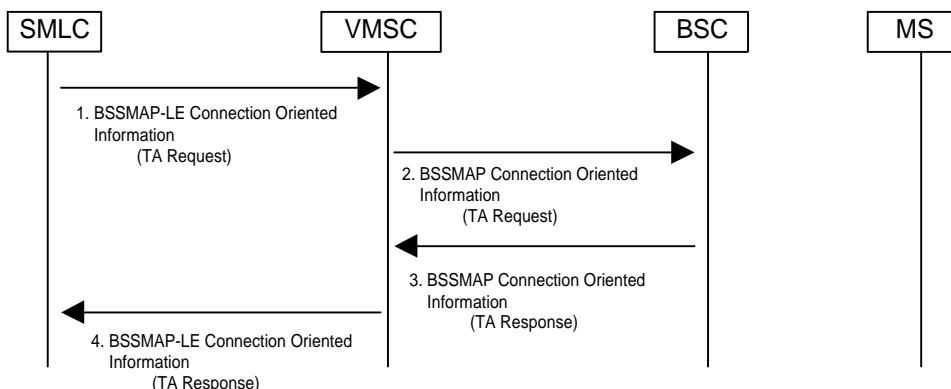 SMLC
VMSC
BSC
MS
1. BSSMAP-LE Connection Oriented
Information
(TA Request)
2. BSSMAP Connection Oriented
Information
(TA Request)
3. BSSMAP Connection Oriented
Information
(TA Response)
4. BSSMAP-LE Connection Oriented
Information
(TA Response)